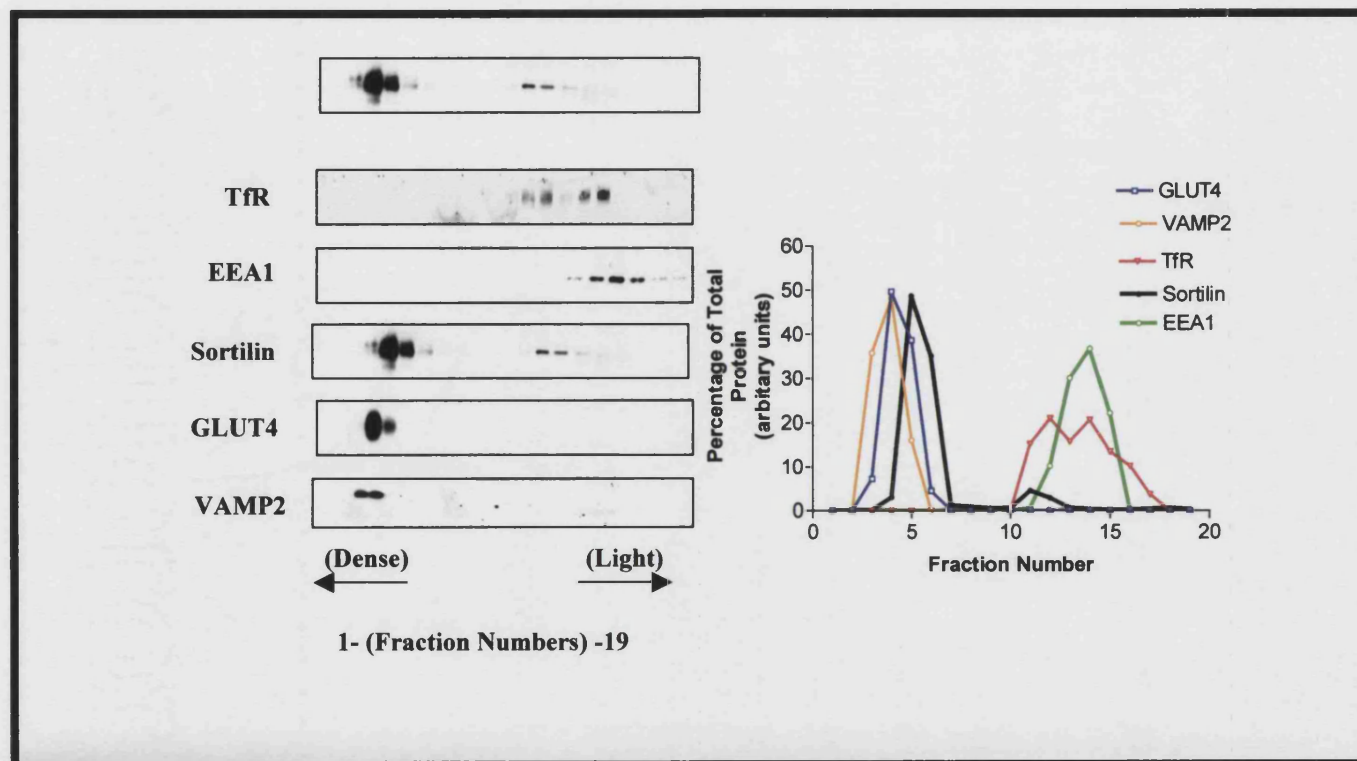 TfR
EEA1
Sortilin
GLUT4
VAMP2
(Dense)
(Light)
1- (Fraction Numbers) -19
GLUT4
VAMP2
TfR
Sortilin
EEA1
Percentage of Total
Protein
(arbitary units)
60
50
40
30
20
10
0
0
5
10
15
20
Fraction Number